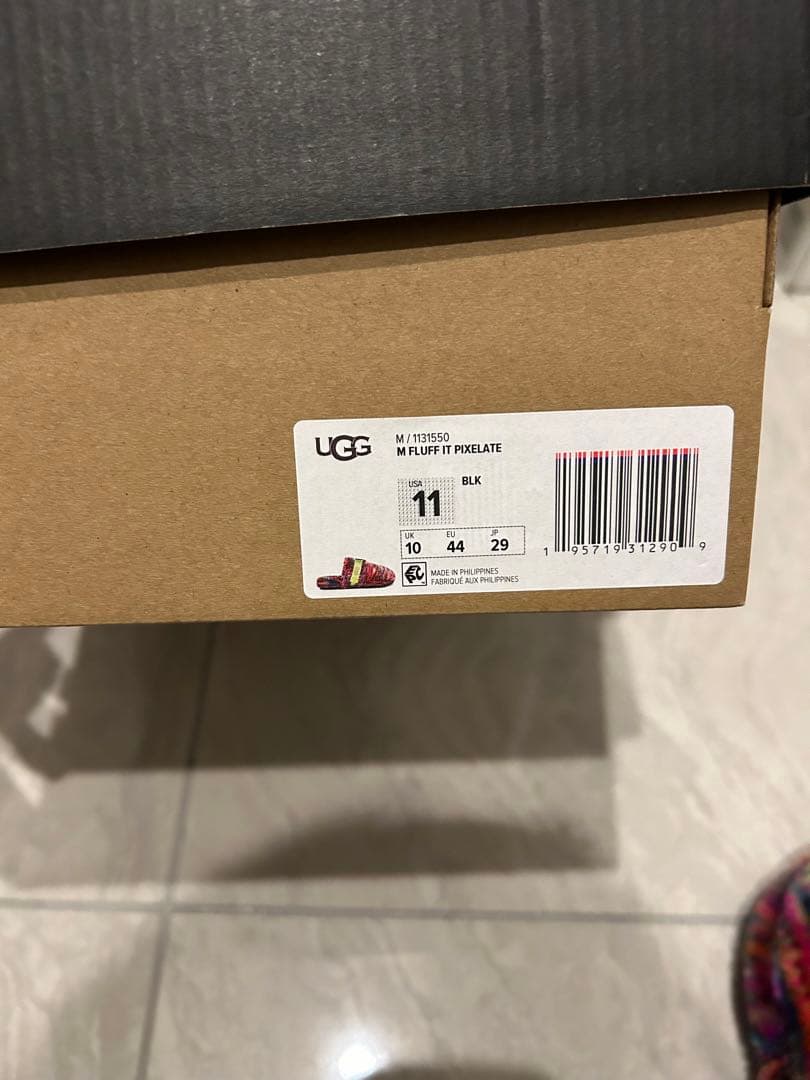 UGG
M / 1131550
M FLUFF IT PIXELATE
USA
11
BLK
UK EU JP
10 44 29
MADE IN PHILIPPINES
FABRIQUÉ AUX PHILIPPINES
1 95719 31290 9